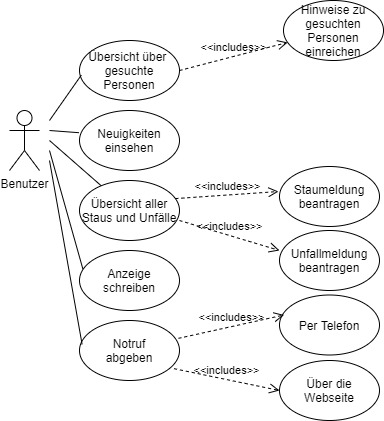 Hinweise zu
gesuchten
Personen
einreichen
<<includes>>
Übersicht über
gesuchte
Personen
Neuigkeiten
einsehen
Benutzer
Übersicht aller
Staus und Unfälle
<<includes>>
Staumeldung
beantragen
<<includes>>
Unfallmeldung
beantragen
Anzeige
schreiben
Notruf
abgeben
<<includes>>
Per Telefon
<<includes>>
Über die
Webseite